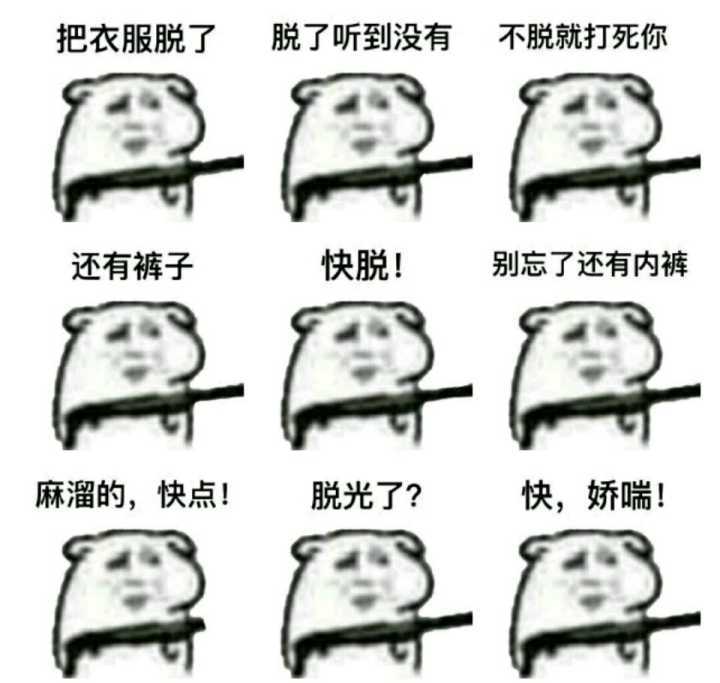 把衣服脱了
脱了听到没有
不脱就打死你
还有裤子
快脱！
别忘了还有内裤
麻溜的，快点！
脱光了?
快，娇喘！